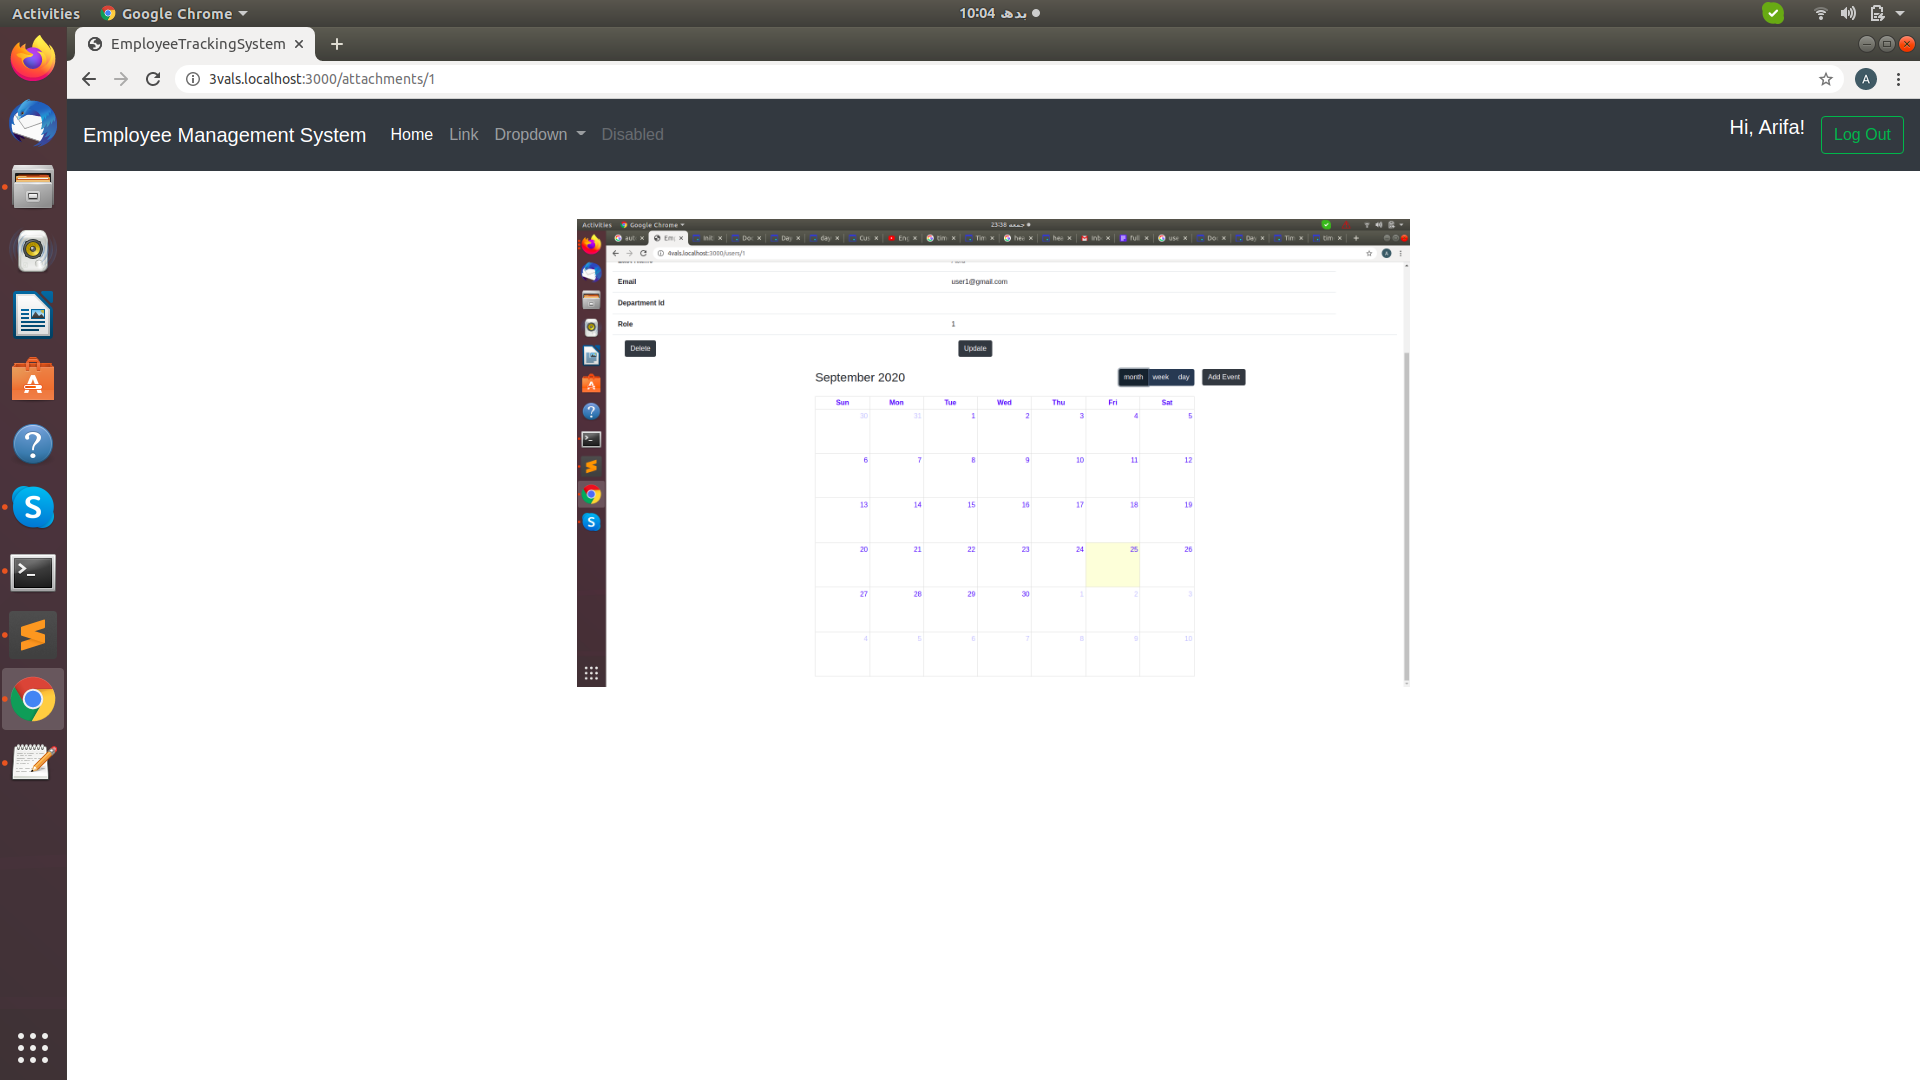 Activities Google Chrome 10:04 بدھ
EmployeeTrackingSystem
3vals.localhost:3000/attachments/1 A
Employee Management System Home Link Dropdown Disabled Hi, Arifa! Log Out
Activities Google Chrome 23:38 جمعه
4vals.localhost:3000/users/1
Email user1@gmail.com
Department Id
Role 1
Delete Update
September 2020 month week day Add Event
Sun Mon Tue Wed Thu Fri Sat
30 31 1 2 3 4 5
6 7 8 9 10 11 12
13 14 15 16 17 18 19
20 21 22 23 24 25 26
27 28 29 30 1 2 3
4 5 6 7 8 9 10